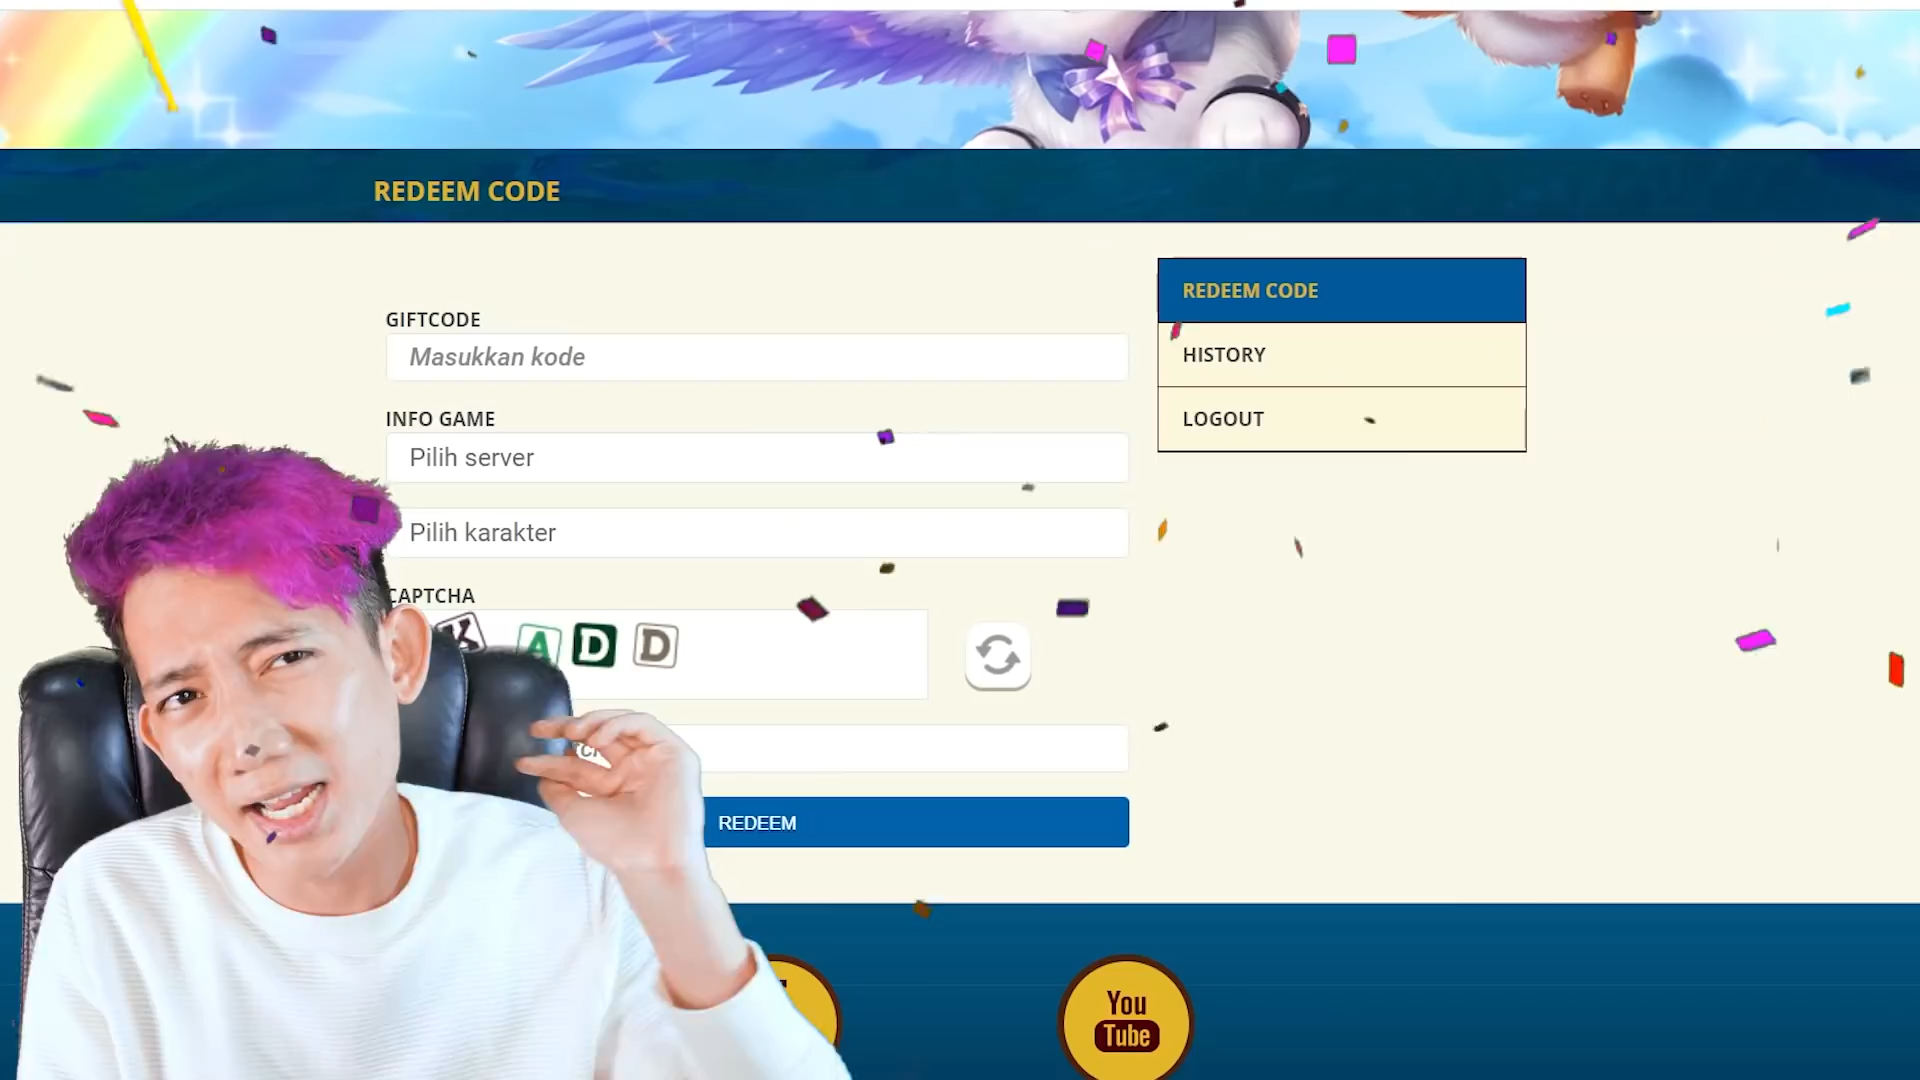 REDEEM CODE
REDEEM CODE
HISTORY
LOGOUT
GIFTCODE
Masukkan kode
INFO GAME
Pilih server
Pilih karakter
CAPTCHA
K A D D
REDEEM
You
Tube